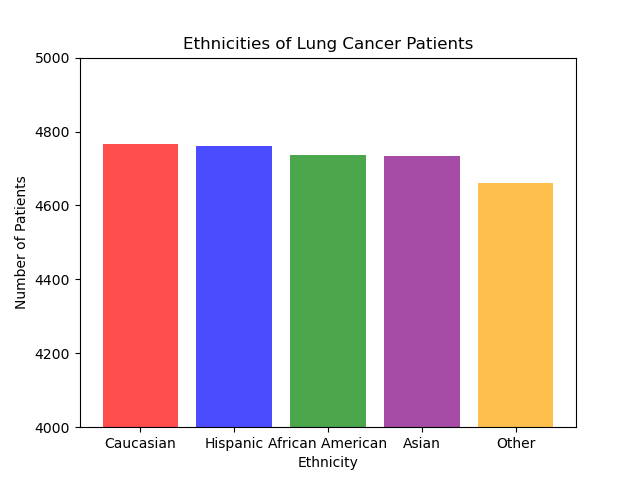 Ethnicities of Lung Cancer Patients
5000
4800
4600
4400
4200
4000
Number of Patients
Caucasian Hispanic African American Asian Other
Ethnicity